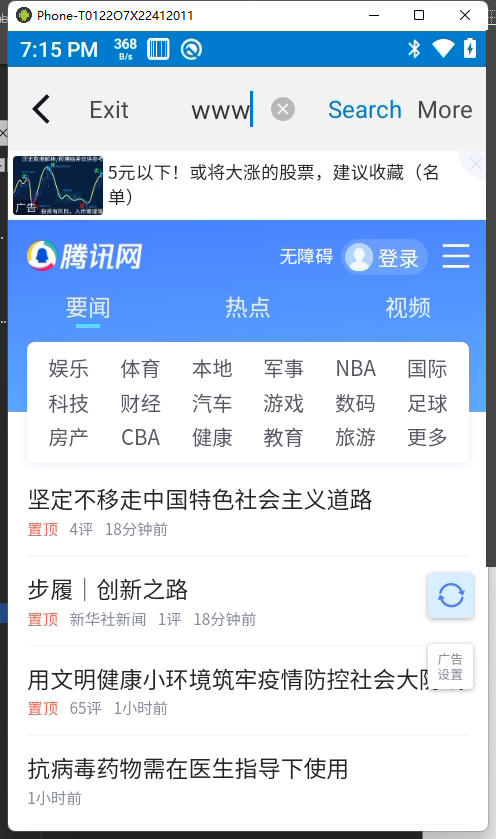 Phone-T0122O7X22412011
7:15 PM 368 B/s
Exit www Search More
5元以下！或将大涨的股票，建议收藏（名
单）
广告
腾讯网 无障碍 登录
要闻 热点 视频
娱乐 体育 本地 军事 NBA 国际
科技 财经 汽车 游戏 数码 足球
房产 CBA 健康 教育 旅游 更多
坚定不移走中国特色社会主义道路
置顶 4评 18分钟前
步履｜创新之路
置顶 新华社新闻 1评 18分钟前
广告
设置
用文明健康小环境筑牢疫情防控社会大防
置顶 65评 1小时前
抗病毒药物需在医生指导下使用
1小时前